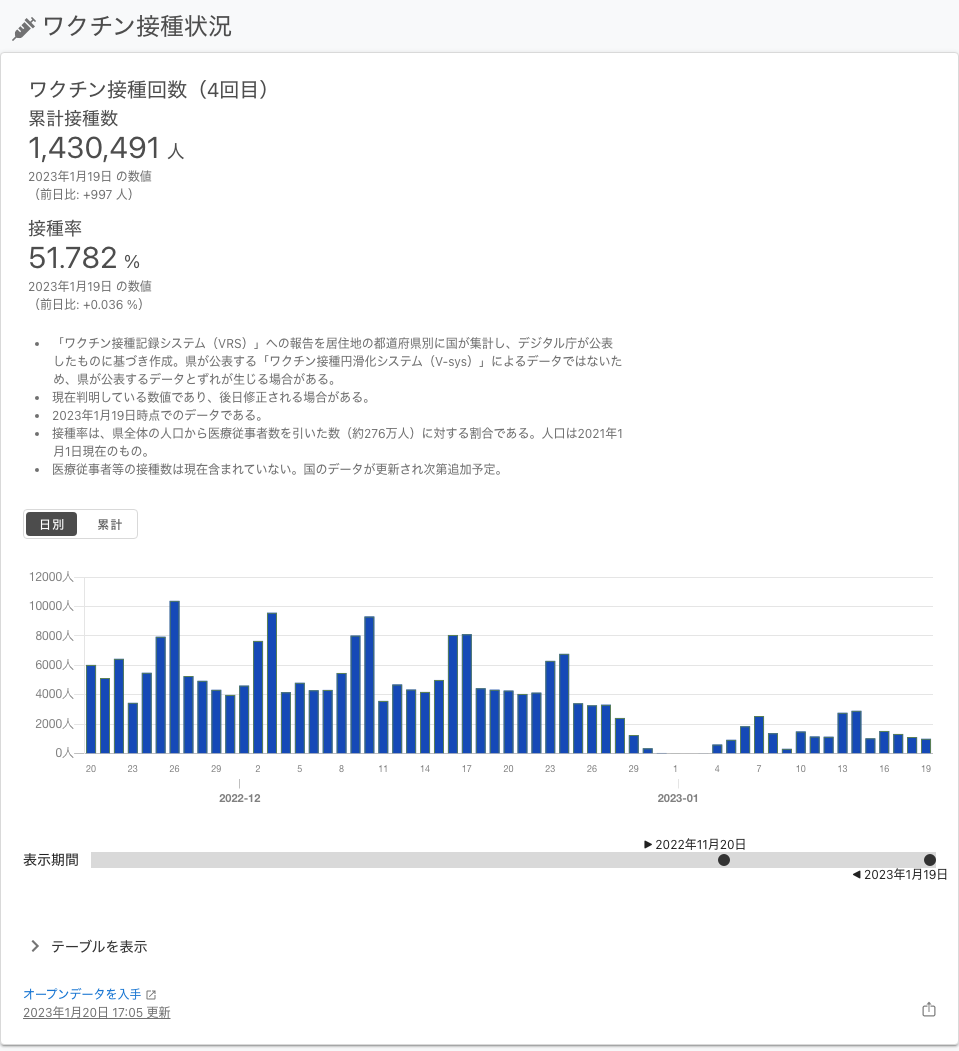 ワクチン接種状況
ワクチン接種回数（4回目）
累計接種数
1,430,491 人
2023年1月19日 の数値
（前日比: +997 人）
接種率
51.782 %
2023年1月19日 の数値
（前日比: +0.036 %）
• 「ワクチン接種記録システム（VRS）」への報告を居住地の都道府県別に国が集計し、デジタル庁が公表
したものに基づき作成。県が公表する「ワクチン接種円滑化システム（V-sys）」によるデータではないた
め、県が公表するデータとずれが生じる場合がある。
• 現在判明している数値であり、後日修正される場合がある。
• 2023年1月19日時点でのデータである。
• 接種率は、県全体の人口から医療従事者数を引いた数（約276万人）に対する割合である。人口は2021年1
月1日現在のもの。
• 医療従事者等の接種数は現在含まれていない。国のデータが更新され次第追加予定。
日別 累計
12000人
10000人
8000人
6000人
4000人
2000人
0人
20 23 26 29 2 5 8 11 14 17 20 23 26 29 1 4 7 10 13 16 19
2022-12 2023-01
▶ 2022年11月20日
表示期間
◀ 2023年1月19日
テーブルを表示
オープンデータを入手
2023年1月20日 17:05 更新